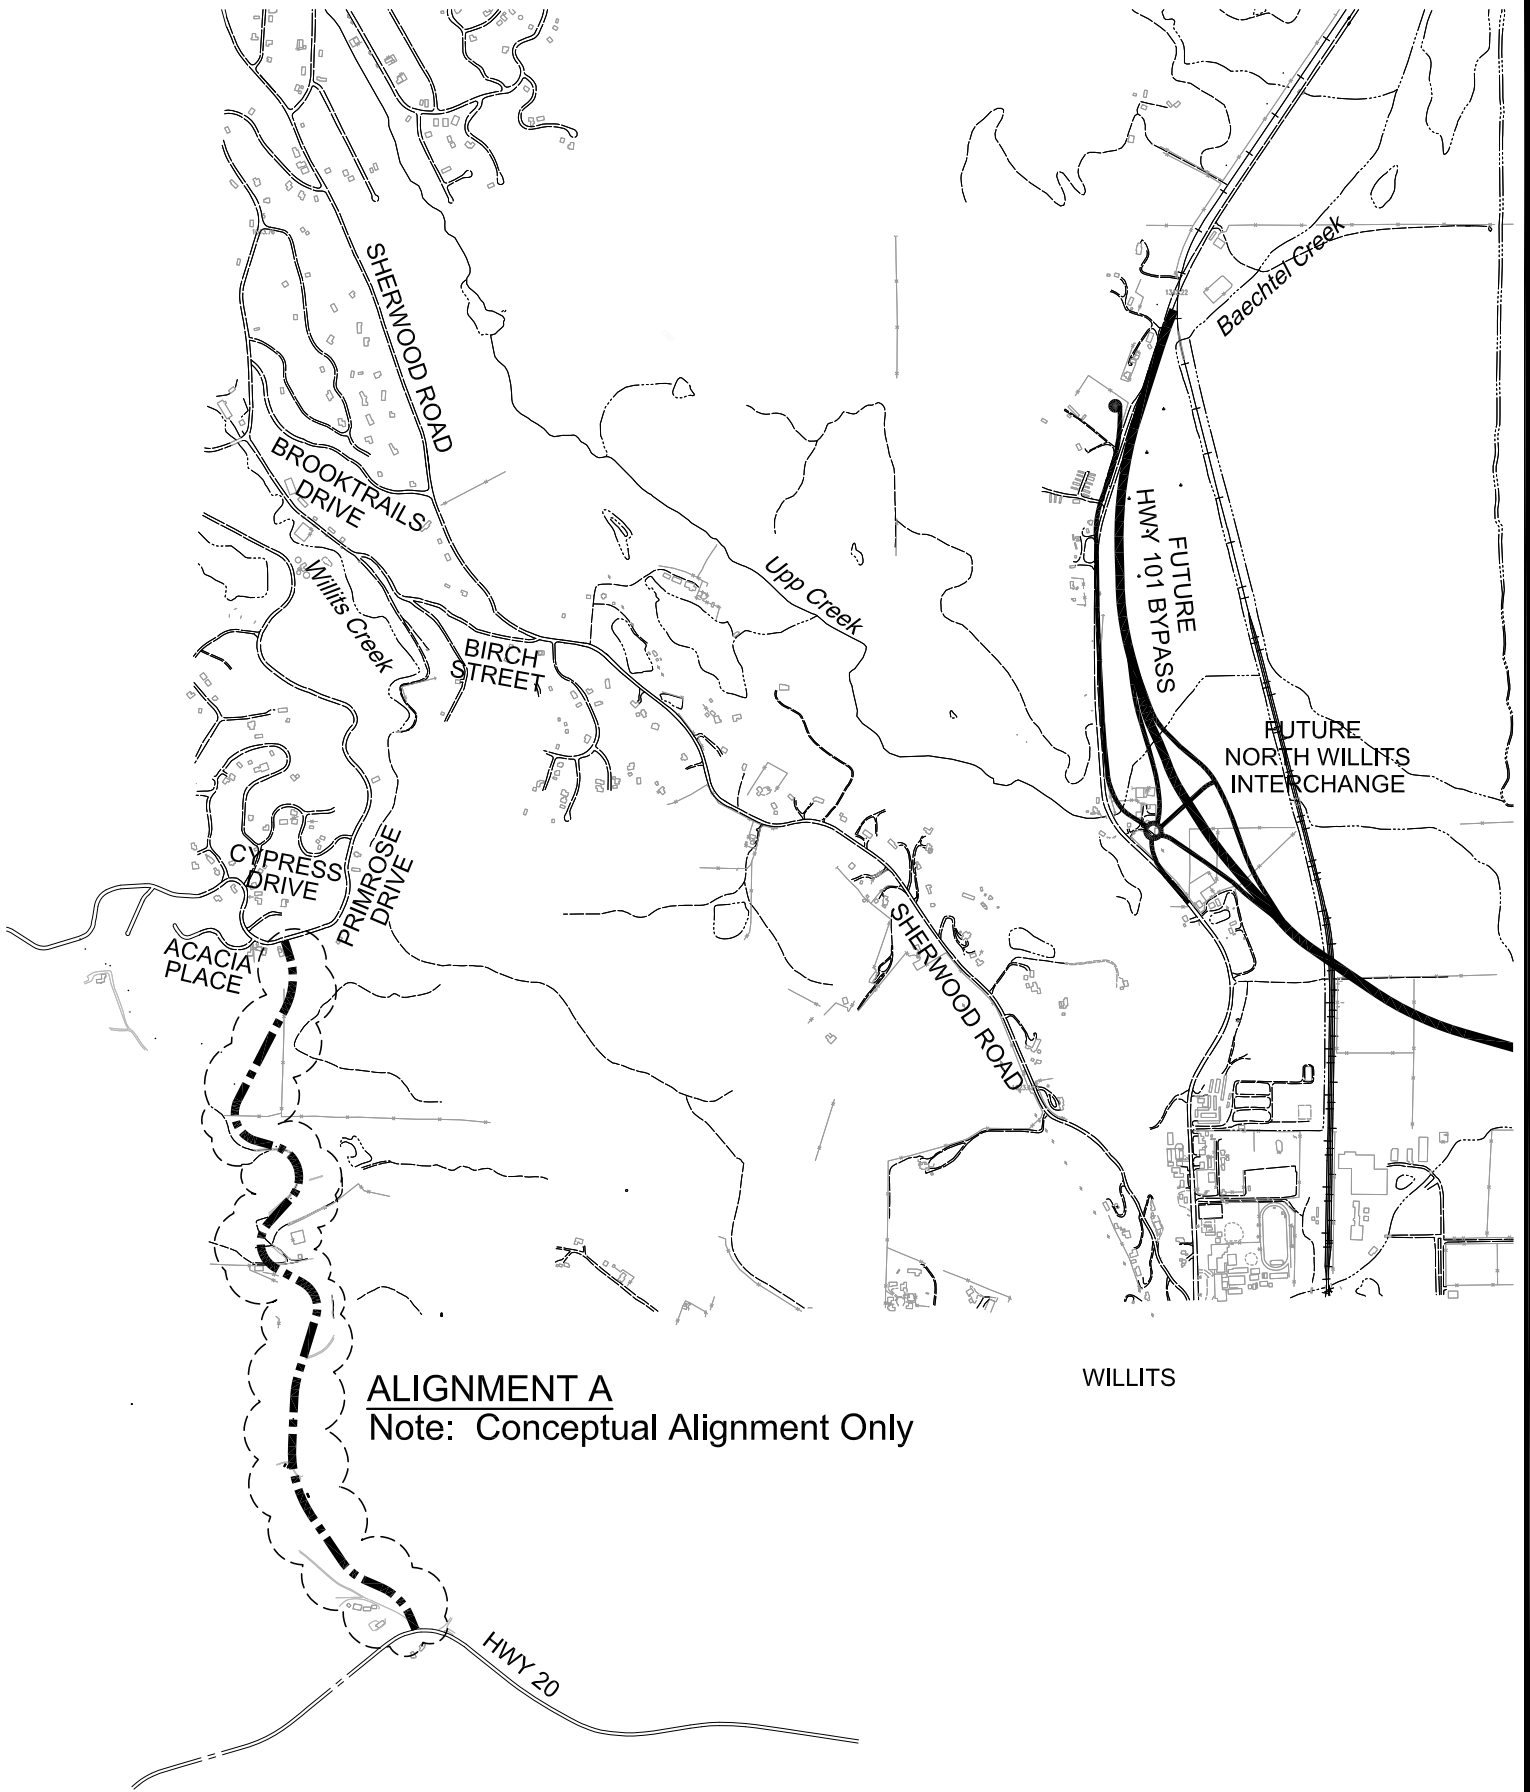 SHERWOOD ROAD
Baechtel Creek
BROOKTRAILS
DRIVE
FUTURE
HWY 101 BYPASS
Willits Creek
Upp Creek
BIRCH
STREET
FUTURE
NORTH WILLITS
INTERCHANGE
CYPRESS
DRIVE
PRIMROSE
DRIVE
ACACIA
PLACE
SHERWOOD ROAD
WILLITS
ALIGNMENT A
Note: Conceptual Alignment Only
HWY 20